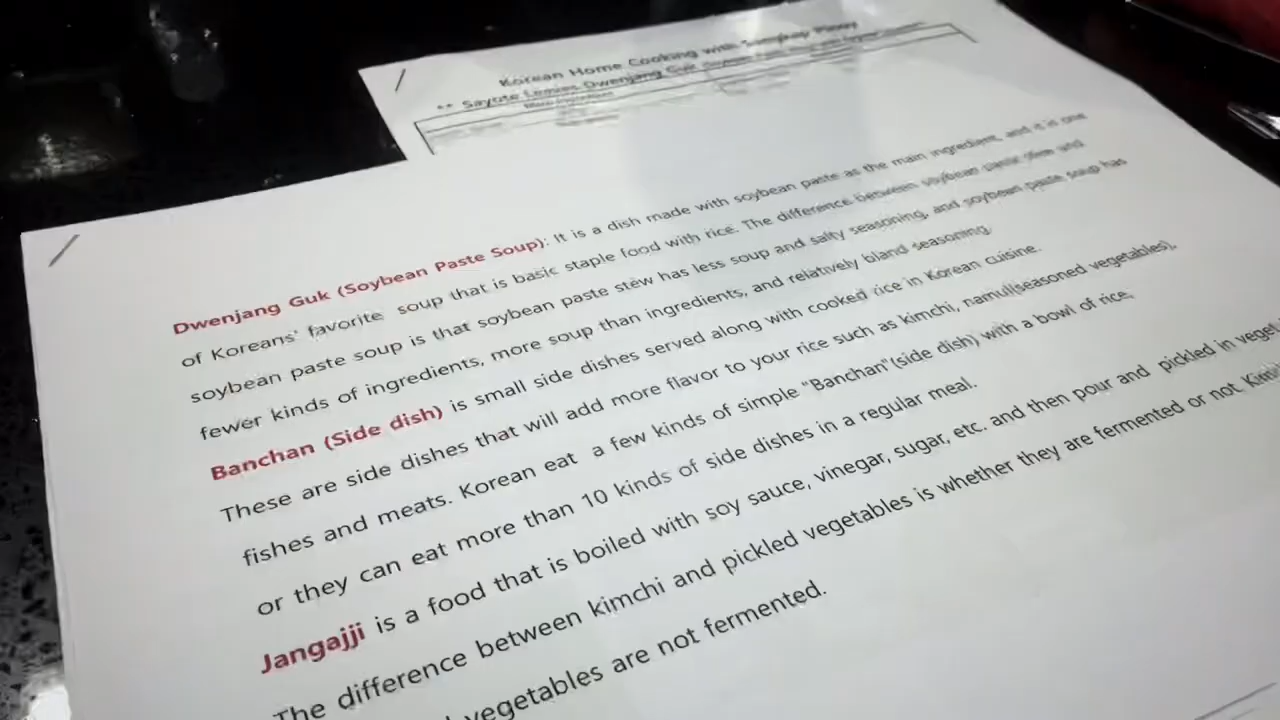 Korean Home Cooking with Pinoy
** Sayote Leaves Dwenjang Guk
Dwenjang Guk (Soybean Paste Soup): It is a dish made with soybean paste as the main ingredient, and it is one
of Koreans' favorite soup that is basic staple food with rice. The difference between soybean paste stew and
soybean paste soup is that soybean paste stew has less soup and salty seasoning, and soybean paste soup has
fewer kinds of ingredients, more soup than ingredients, and relatively bland seasoning.
Banchan (Side dish) is small side dishes served along with cooked rice in Korean cuisine.
These are side dishes that will add more flavor to your rice such as kimchi, namul(seasoned vegetables),
fishes and meats. Korean eat a few kinds of simple "Banchan"(side dish) with a bowl of rice,
or they can eat more than 10 kinds of side dishes in a regular meal.
Jangajji is a food that is boiled with soy sauce, vinegar, sugar, etc. and then pour and pickled in
The difference between kimchi and pickled vegetables is whether they are fermented or not.
vegetables are not fermented.